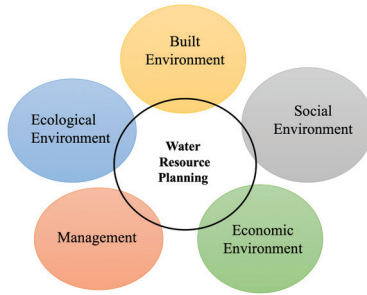 Built
Environment
Ecological
Environment
Social
Environment
Water
Resource
Planning
Management
Economic
Environment